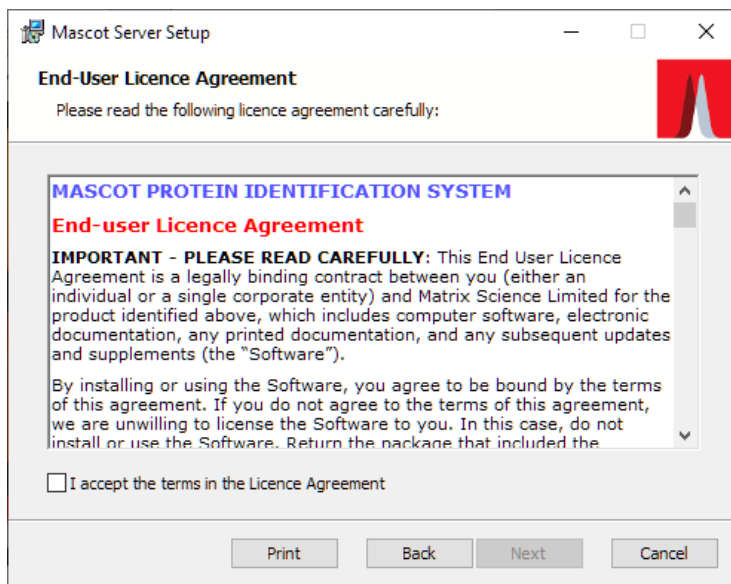 Mascot Server Setup
End-User Licence Agreement
Please read the following licence agreement carefully:
MASCOT PROTEIN IDENTIFICATION SYSTEM
End-user Licence Agreement
IMPORTANT - PLEASE READ CAREFULLY: This End User Licence
Agreement is a legally binding contract between you (either an
individual or a single corporate entity) and Matrix Science Limited for the
product identified above, which includes computer software, electronic
documentation, any printed documentation, and any subsequent updates
and supplements (the “Software”).
By installing or using the Software, you agree to be bound by the terms
of this agreement. If you do not agree to the terms of this agreement,
we are unwilling to license the Software to you. In this case, do not
install or use the Software. Return the package that included the
I accept the terms in the Licence Agreement
Print Back Next Cancel